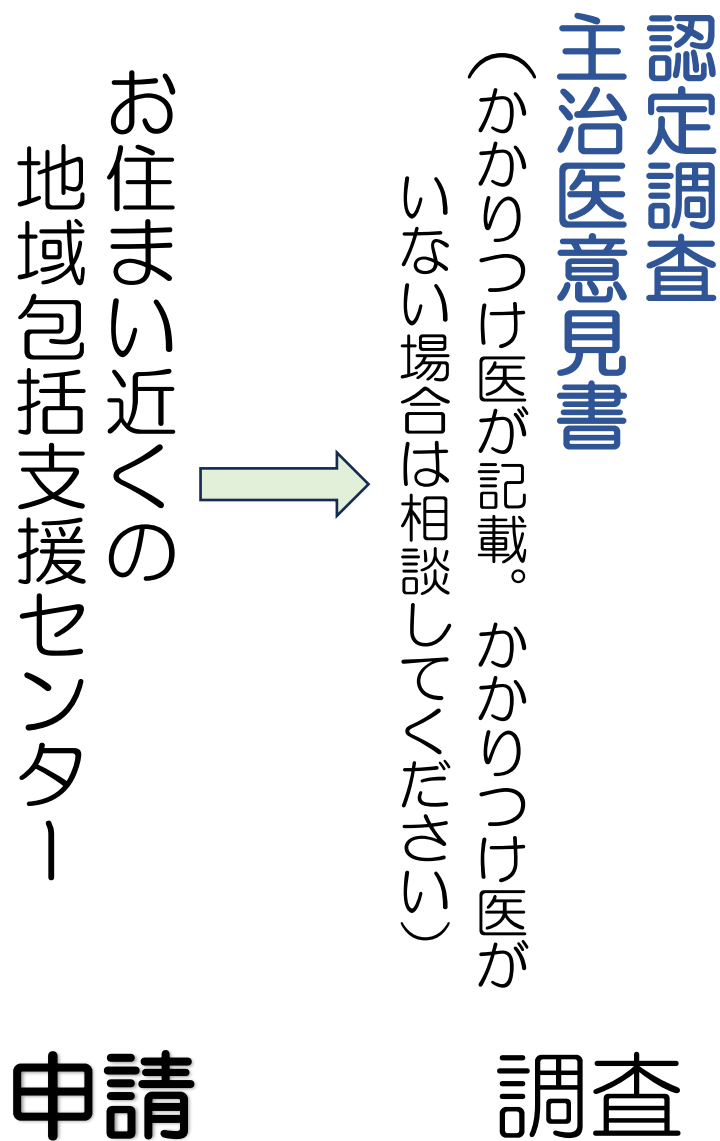 お住まい近くの
地域包括支援センター
申請
認定調査
主治医意見書
（かかりつけ医が記載。かかりつけ医が
いない場合は相談してください）
調査